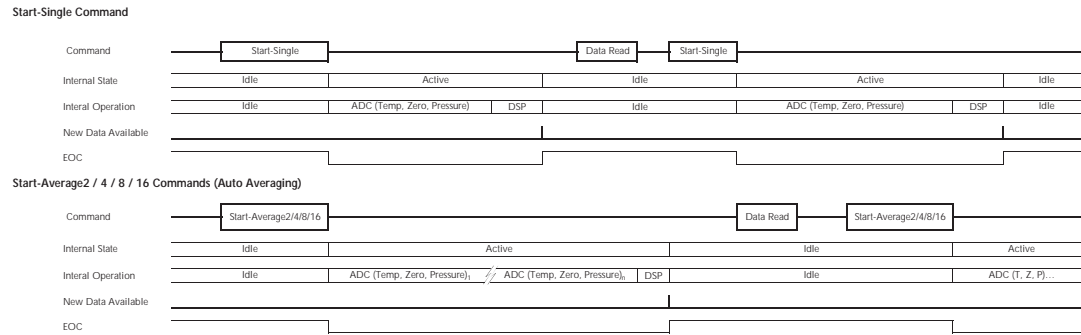 Start-Single Command
Command Start-Single Data Read Start-Single
Internal State Idle Active Idle Active Idle
Interal Operation Idle ADC (Temp, Zero, Pressure) DSP Idle ADC (Temp, Zero, Pressure) DSP Idle
New Data Available
EOC
Start-Average2 / 4 / 8 / 16 Commands (Auto Averaging)
Command Start-Average2/4/8/16 Data Read Start-Average2/4/8/16
Internal State Idle Active Idle Active
Interal Operation Idle ADC (Temp, Zero, Pressure)1 ADC (Temp, Zero, Pressure)n DSP Idle ADC (T, Z, P)...
New Data Available
EOC